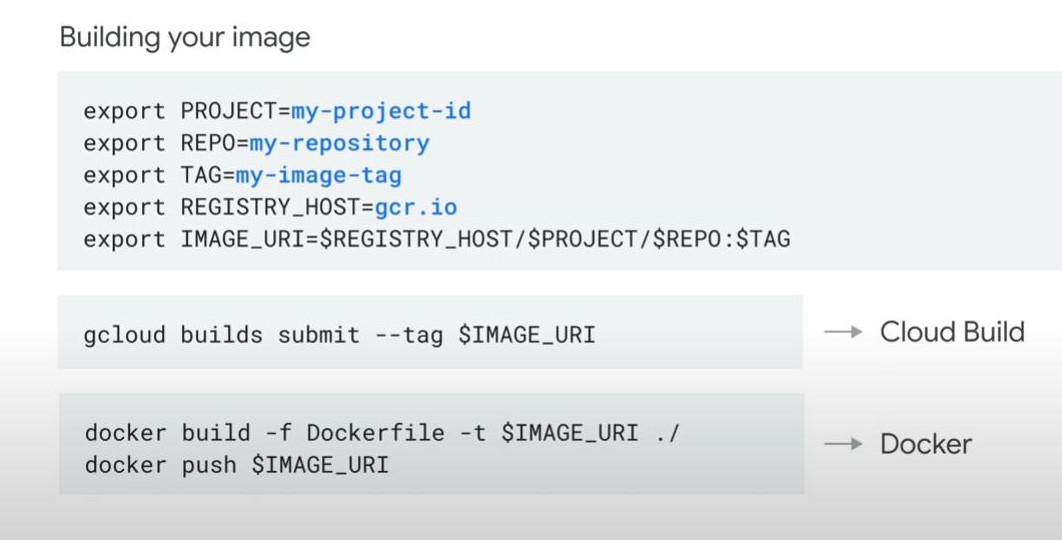 Building your image
export PROJECT=my-project-id
export REPO=my-repository
export TAG=my-image-tag
export REGISTRY_HOST=gcr.io
export IMAGE_URI=$REGISTRY_HOST/$PROJECT/$REPO:$TAG
gcloud builds submit --tag $IMAGE_URI → Cloud Build
docker build -f Dockerfile -t $IMAGE_URI ./
docker push $IMAGE_URI
→ Docker